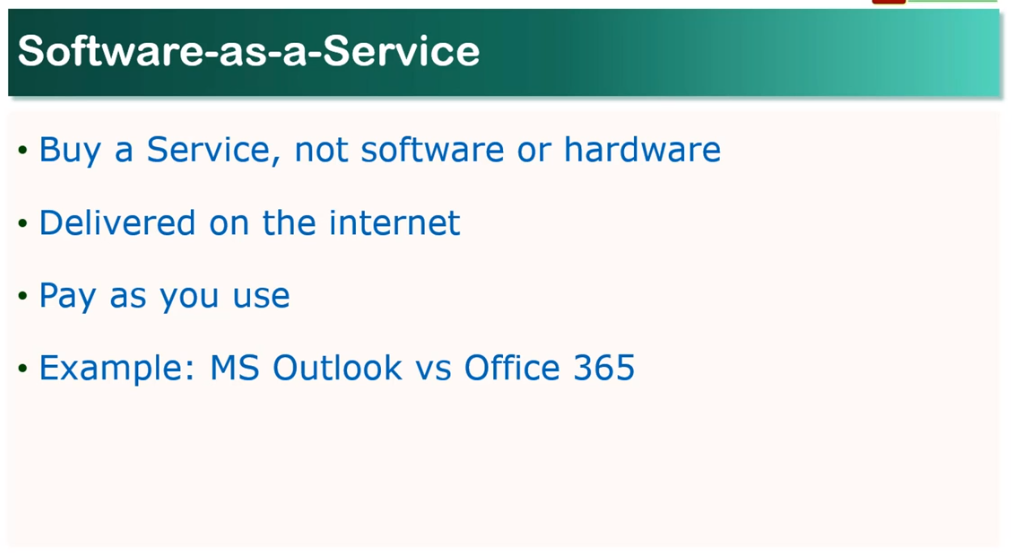 Software-as-a-Service
• Buy a Service, not software or hardware
• Delivered on the internet
• Pay as you use
• Example: MS Outlook vs Office 365